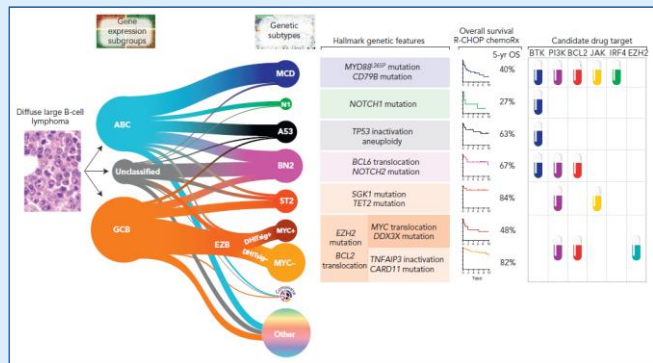 Gene
expression
subgroups
Genetic
subtypes
Hallmark genetic features
Overall survival
R-CHOP chemoRx
5-yr OS
Candidate drug target
BTK PI3K BCL2 JAK IRF4 EZH2
Diffuse large B-cell
lymphoma
ABC
Unclassified
GCB
EZB
DHITsig+
DHITsig-
MCD
N1
A53
BN2
ST2
MYC+
MYC-
Composite
Other
MYD88L265P mutation
CD79B mutation
40%
NOTCH1 mutation
27%
TP53 inactivation
aneuploidy
63%
BCL6 translocation
NOTCH2 mutation
67%
SGK1 mutation
TET2 mutation
84%
EZH2
mutation
BCL2
translocation
MYC translocation
DDX3X mutation
48%
TNFAIP3 inactivation
CARD11 mutation
82%
Years